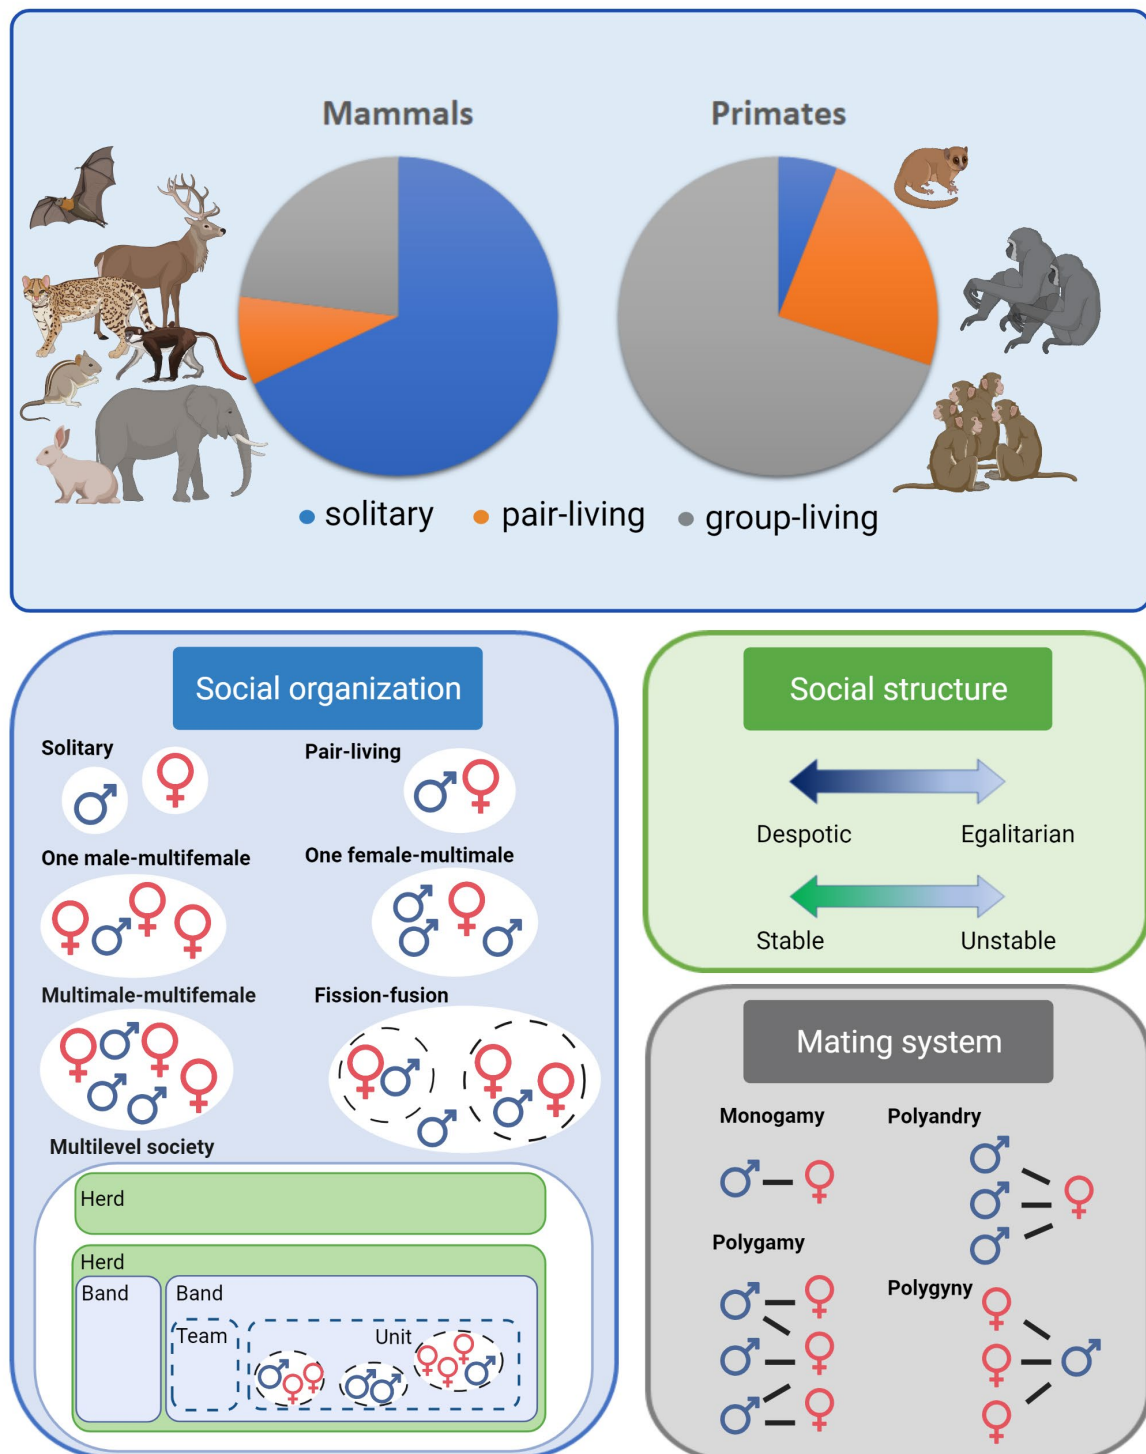 Mammals
Primates
solitary
pair-living
group-living
Social organization
Solitary
Pair-living
One male-multifemale
One female-multimale
Multimale-multifemale
Fission-fusion
Multilevel society
Herd
Herd
Band
Band
Team
Unit
Social structure
Despotic
Egalitarian
Stable
Unstable
Mating system
Monogamy
Polyandry
Polygamy
Polygyny